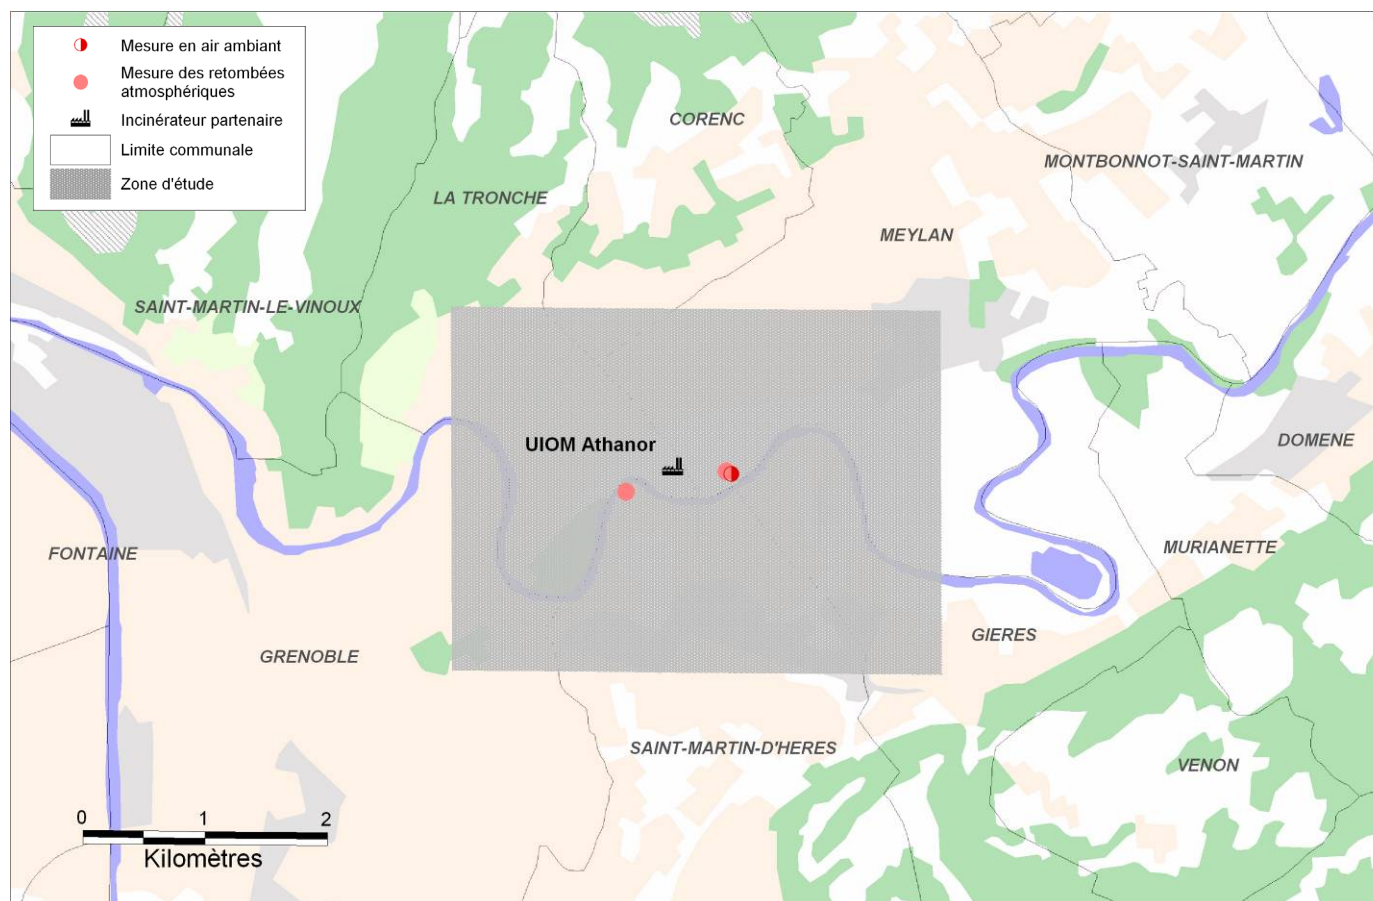 Mesure en air ambiant
Mesure des retombées
atmosphériques
Incinérateur partenaire
Limite communale
Zone d'étude
CORENC
MONTBONNOT-SAINT-MARTIN
LA TRONCHE
MEYLAN
SAINT-MARTIN-LE-VINOUX
UIOM Athanor
DOMENE
FONTAINE
MURIANETTE
GIERES
GRENOBLE
SAINT-MARTIN-D'HERES
VENON
0 1 2
Kilomètres